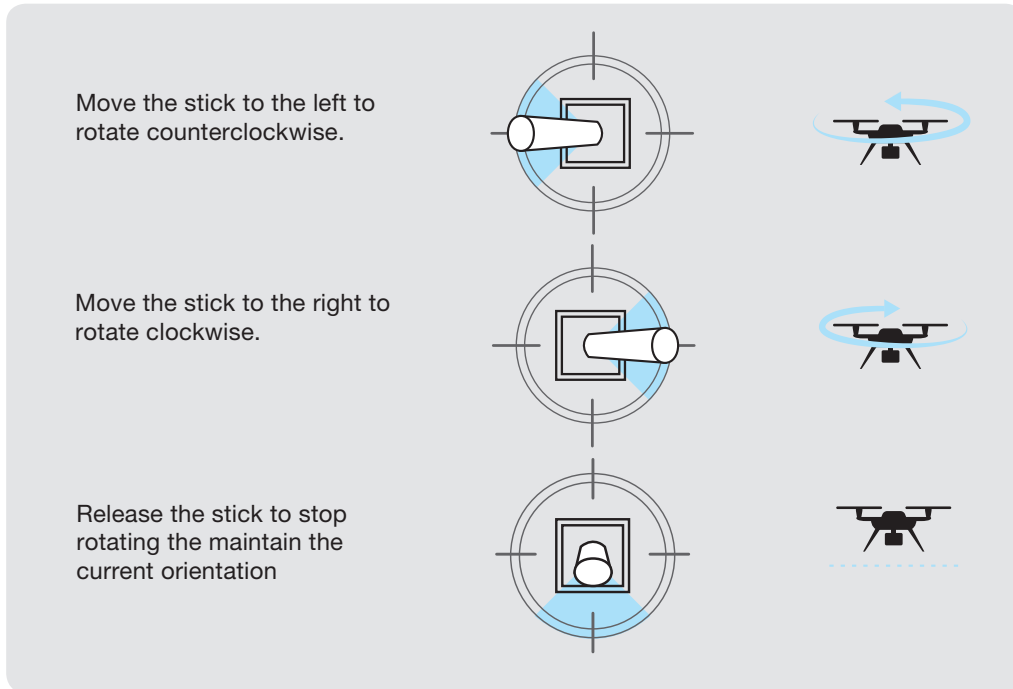 Move the stick to the left to
rotate counterclockwise.
Move the stick to the right to
rotate clockwise.
Release the stick to stop
rotating the maintain the
current orientation